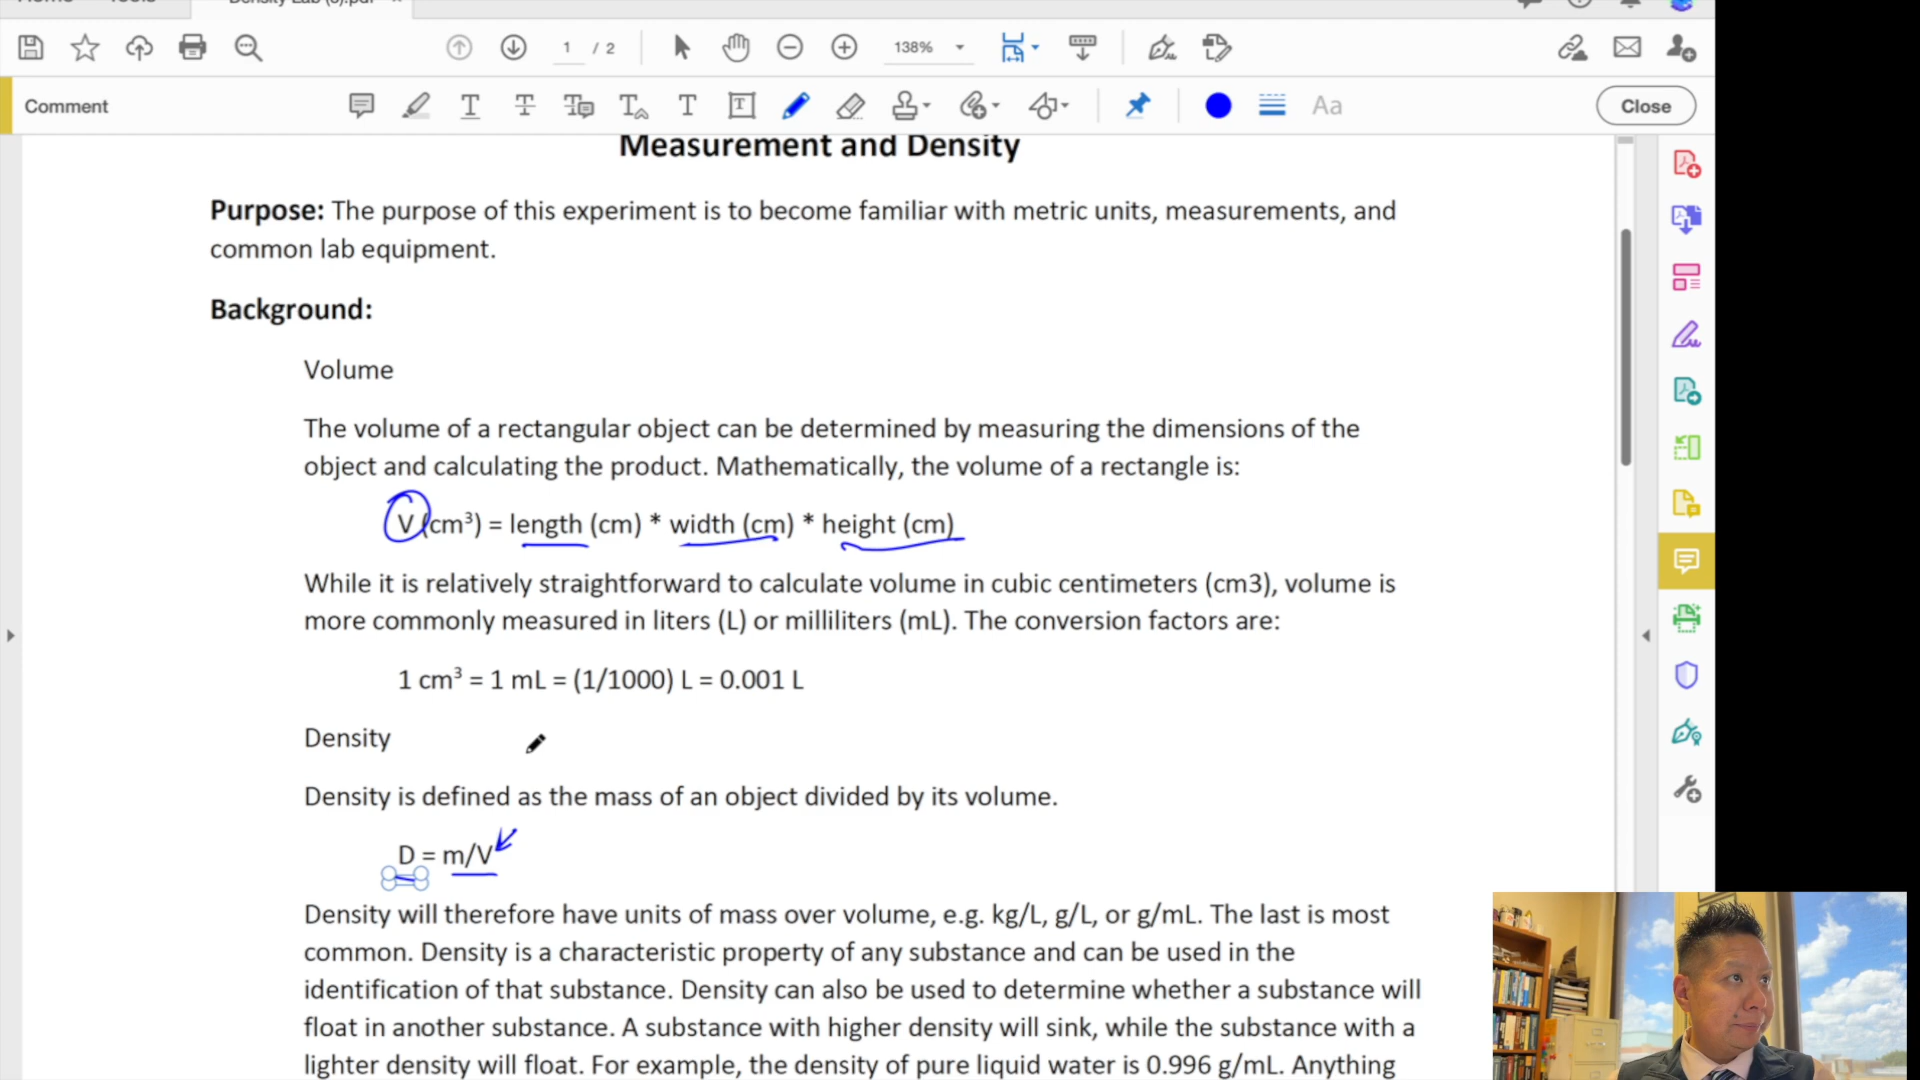 Density Lab (3).pdf
1 / 2
138%
Comment
Aa
Close
Measurement and Density
Purpose: The purpose of this experiment is to become familiar with metric units, measurements, and
common lab equipment.
Background:
Volume
The volume of a rectangular object can be determined by measuring the dimensions of the
object and calculating the product. Mathematically, the volume of a rectangle is:
V (cm³) = length (cm) * width (cm) * height (cm)
While it is relatively straightforward to calculate volume in cubic centimeters (cm3), volume is
more commonly measured in liters (L) or milliliters (mL). The conversion factors are:
1 cm³ = 1 mL = (1/1000) L = 0.001 L
Density
Density is defined as the mass of an object divided by its volume.
D = m/V
Density will therefore have units of mass over volume, e.g. kg/L, g/L, or g/mL. The last is most
common. Density is a characteristic property of any substance and can be used in the
identification of that substance. Density can also be used to determine whether a substance will
float in another substance. A substance with higher density will sink, while the substance with a
lighter density will float. For example, the density of pure liquid water is 0.996 g/mL. Anything